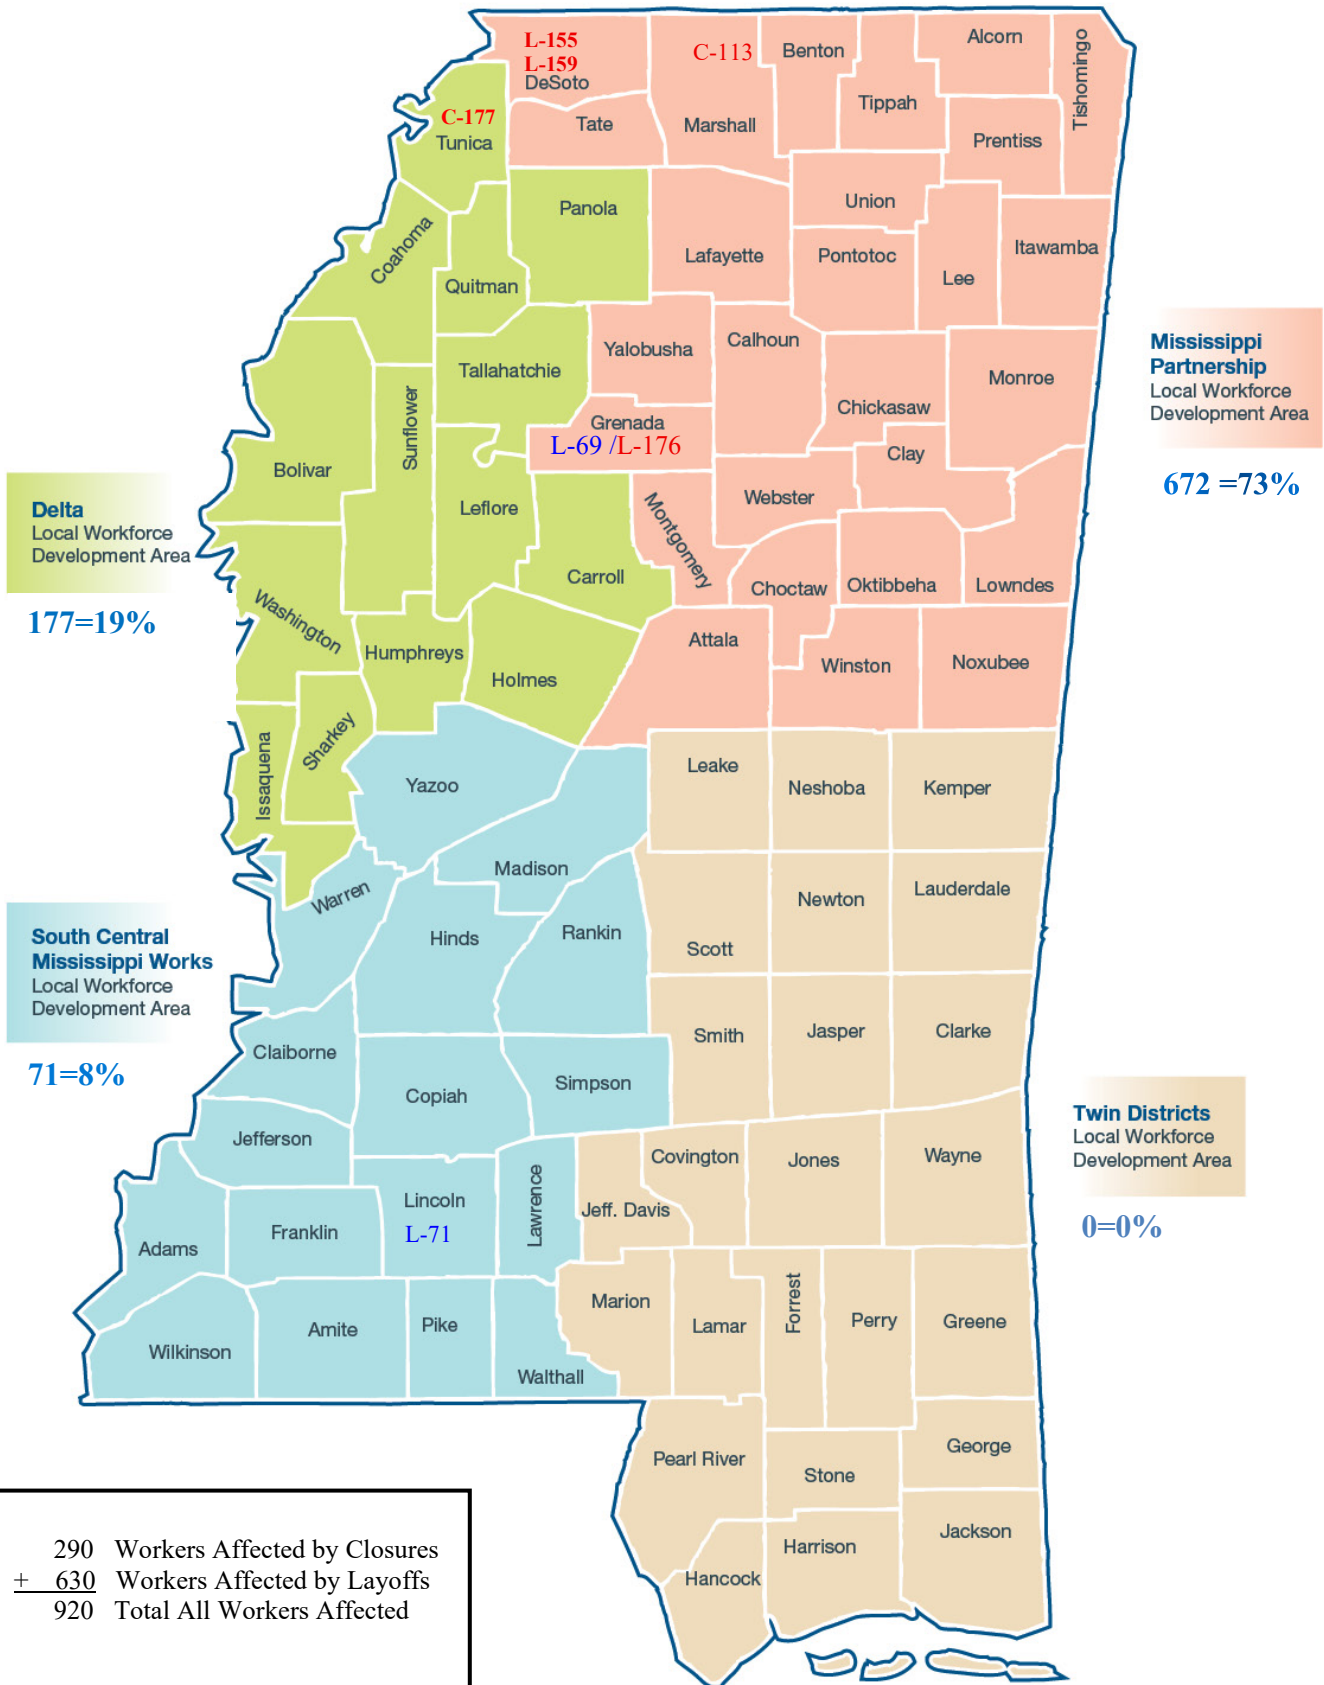 L-155
L-159
DeSoto
C-113
Benton
Alcorn
Tishomingo
C-177
Tunica
Tate
Marshall
Tippah
Prentiss
Panola
Union
Coahoma
Quitman
Lafayette
Pontotoc
Lee
Itawamba
Tallahatchie
Yalobusha
Calhoun
Chickasaw
Monroe
Mississippi
Partnership
Local Workforce
Development Area
672 =73%
Sunflower
Grenada
L-69 /L-176
Clay
Bolivar
Leflore
Montgomery
Webster
Delta
Local Workforce
Development Area
177=19%
Carroll
Choctaw
Oktibbeha
Lowndes
Washington
Humphreys
Holmes
Attala
Winston
Noxubee
Issaquena
Sharkey
Yazoo
Leake
Neshoba
Kemper
Madison
Warren
Hinds
Rankin
Scott
Newton
Lauderdale
South Central
Mississippi Works
Local Workforce
Development Area
71=8%
Claiborne
Copiah
Simpson
Smith
Jasper
Clarke
Jefferson
Lincoln
L-71
Lawrence
Jeff. Davis
Covington
Jones
Wayne
Twin Districts
Local Workforce
Development Area
0=0%
Adams
Franklin
Wilkinson
Amite
Pike
Walthall
Marion
Lamar
Forrest
Perry
Greene
Pearl River
Stone
George
Hancock
Harrison
Jackson
290 Workers Affected by Closures
+ 630 Workers Affected by Layoffs
920 Total All Workers Affected